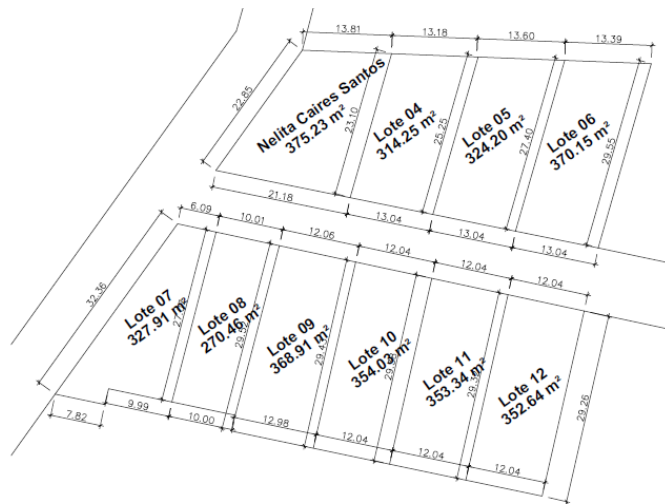 13.81
13.18
13.60
13.39
22.85
Nelita Caires Santos
375.23 m²
23.10
Lote 04
314.25 m²
25.25
Lote 05
324.20 m²
27.40
Lote 06
370.15 m²
29.55
21.18
13.04
13.04
13.04
6.09
10.01
12.06
12.04
12.04
12.04
32.36
Lote 07
327.91 m²
Lote 08
270.46 m²
Lote 09
368.91 m²
Lote 10
354.03 m²
Lote 11
353.34 m²
Lote 12
352.64 m²
29.26
7.82
9.99
10.00
12.98
12.04
12.04
12.04